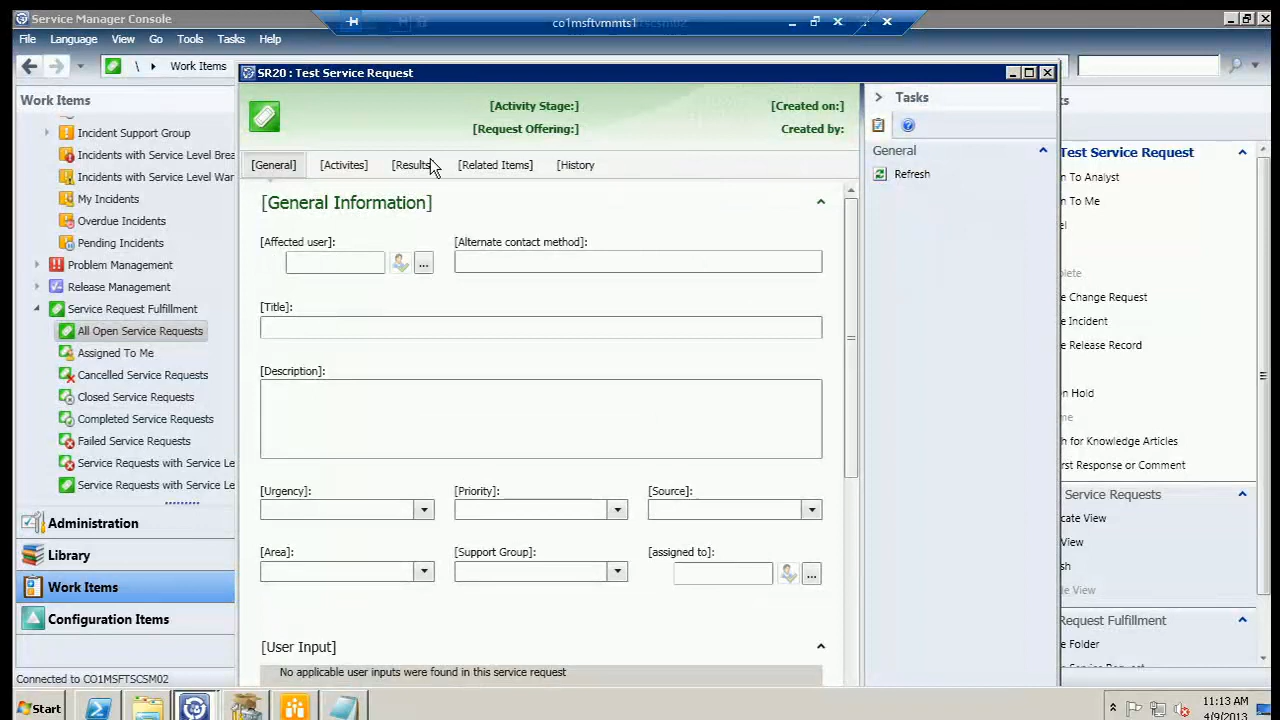 Service Manager Console
co1msftvmmts1
File Language View Go Tools Tasks Help
\ Work Items
Work Items
Incident Support Group
Incidents with Service Level Brea
Incidents with Service Level War
My Incidents
Overdue Incidents
Pending Incidents
Problem Management
Release Management
Service Request Fulfillment
All Open Service Requests
Assigned To Me
Cancelled Service Requests
Closed Service Requests
Completed Service Requests
Failed Service Requests
Service Requests with Service Le
Service Requests with Service Le
Administration
Library
Work Items
Configuration Items
Connected to CO1MSFTSCSM02
SR20 : Test Service Request
[Activity Stage:] [Created on:]
[Request Offering:] Created by:
[General] [Activites] [Results] [Related Items] [History
[General Information]
[Affected user]: [Alternate contact method]:
...
[Title]:
[Description]:
[Urgency]: [Priority]: [Source]:
[Area]: [Support Group]: [assigned to]:
...
[User Input]
No applicable user inputs were found in this service request
Tasks
General
Refresh
ks
Test Service Request
n To Analyst
n To Me
el
plete
e Change Request
e Incident
e Release Record
n Hold
me
h for Knowledge Articles
irst Response or Comment
Service Requests
cate View
View
sh
e View
Request Fulfillment
e Folder
Start
11:13 AM
4/9/2013